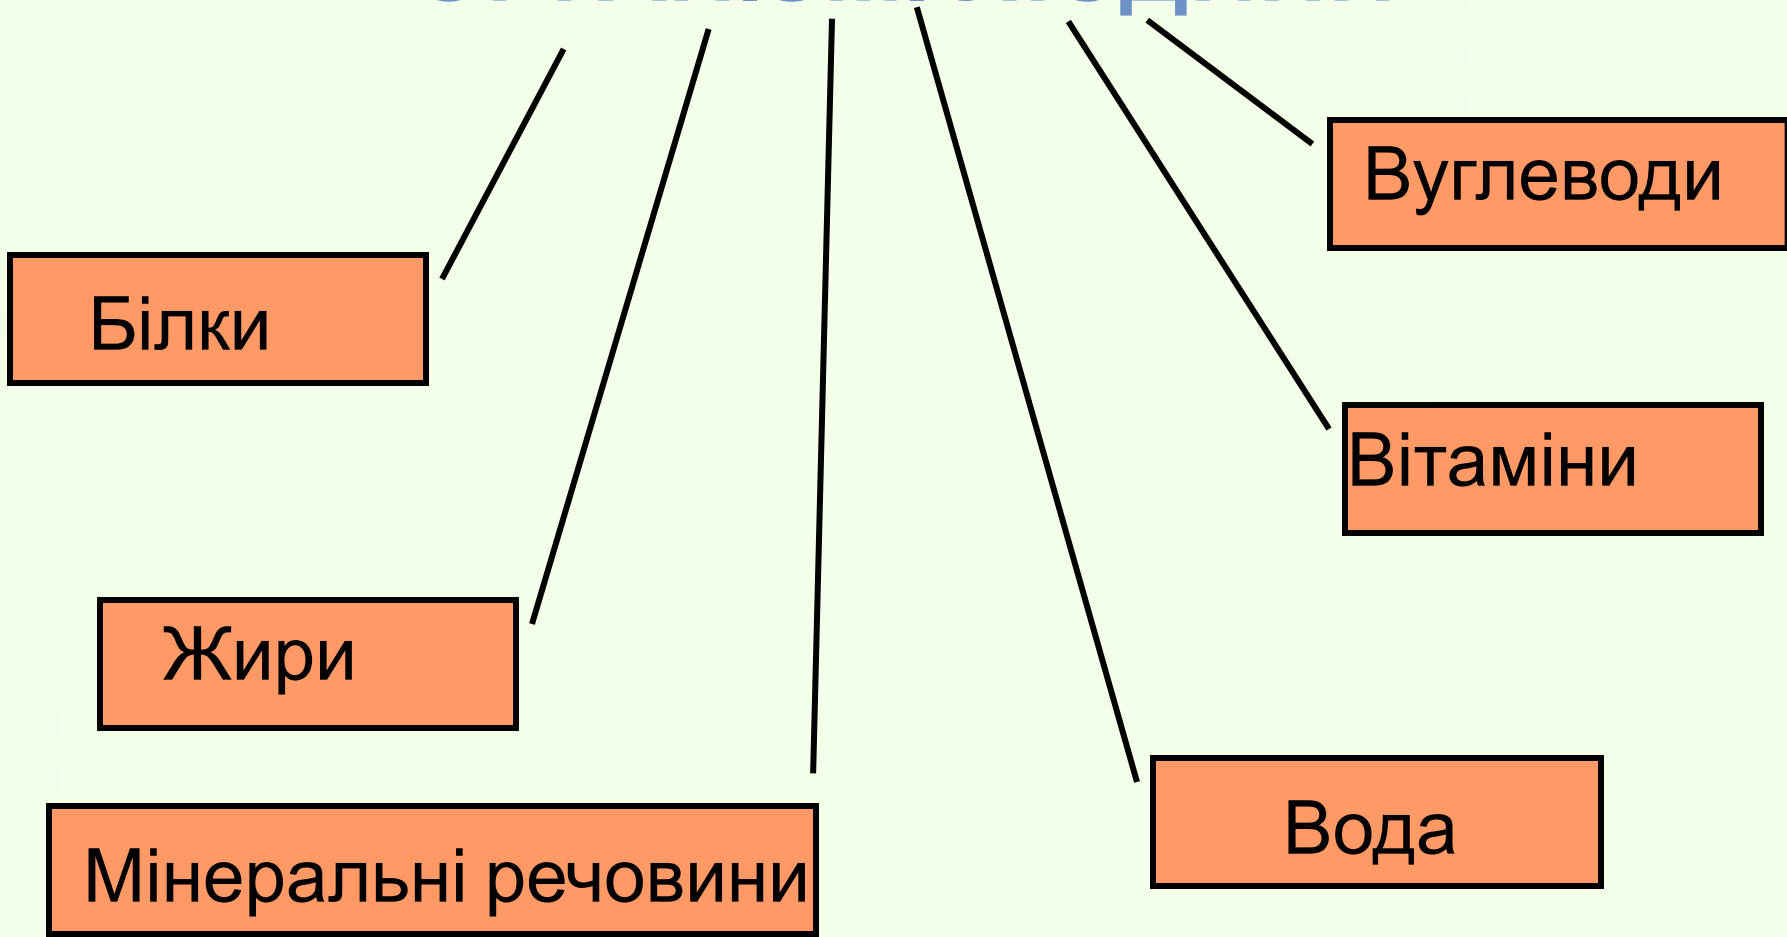 Вуглеводи
Білки
Вітаміни
Жири
Вода
Мінеральні речовини